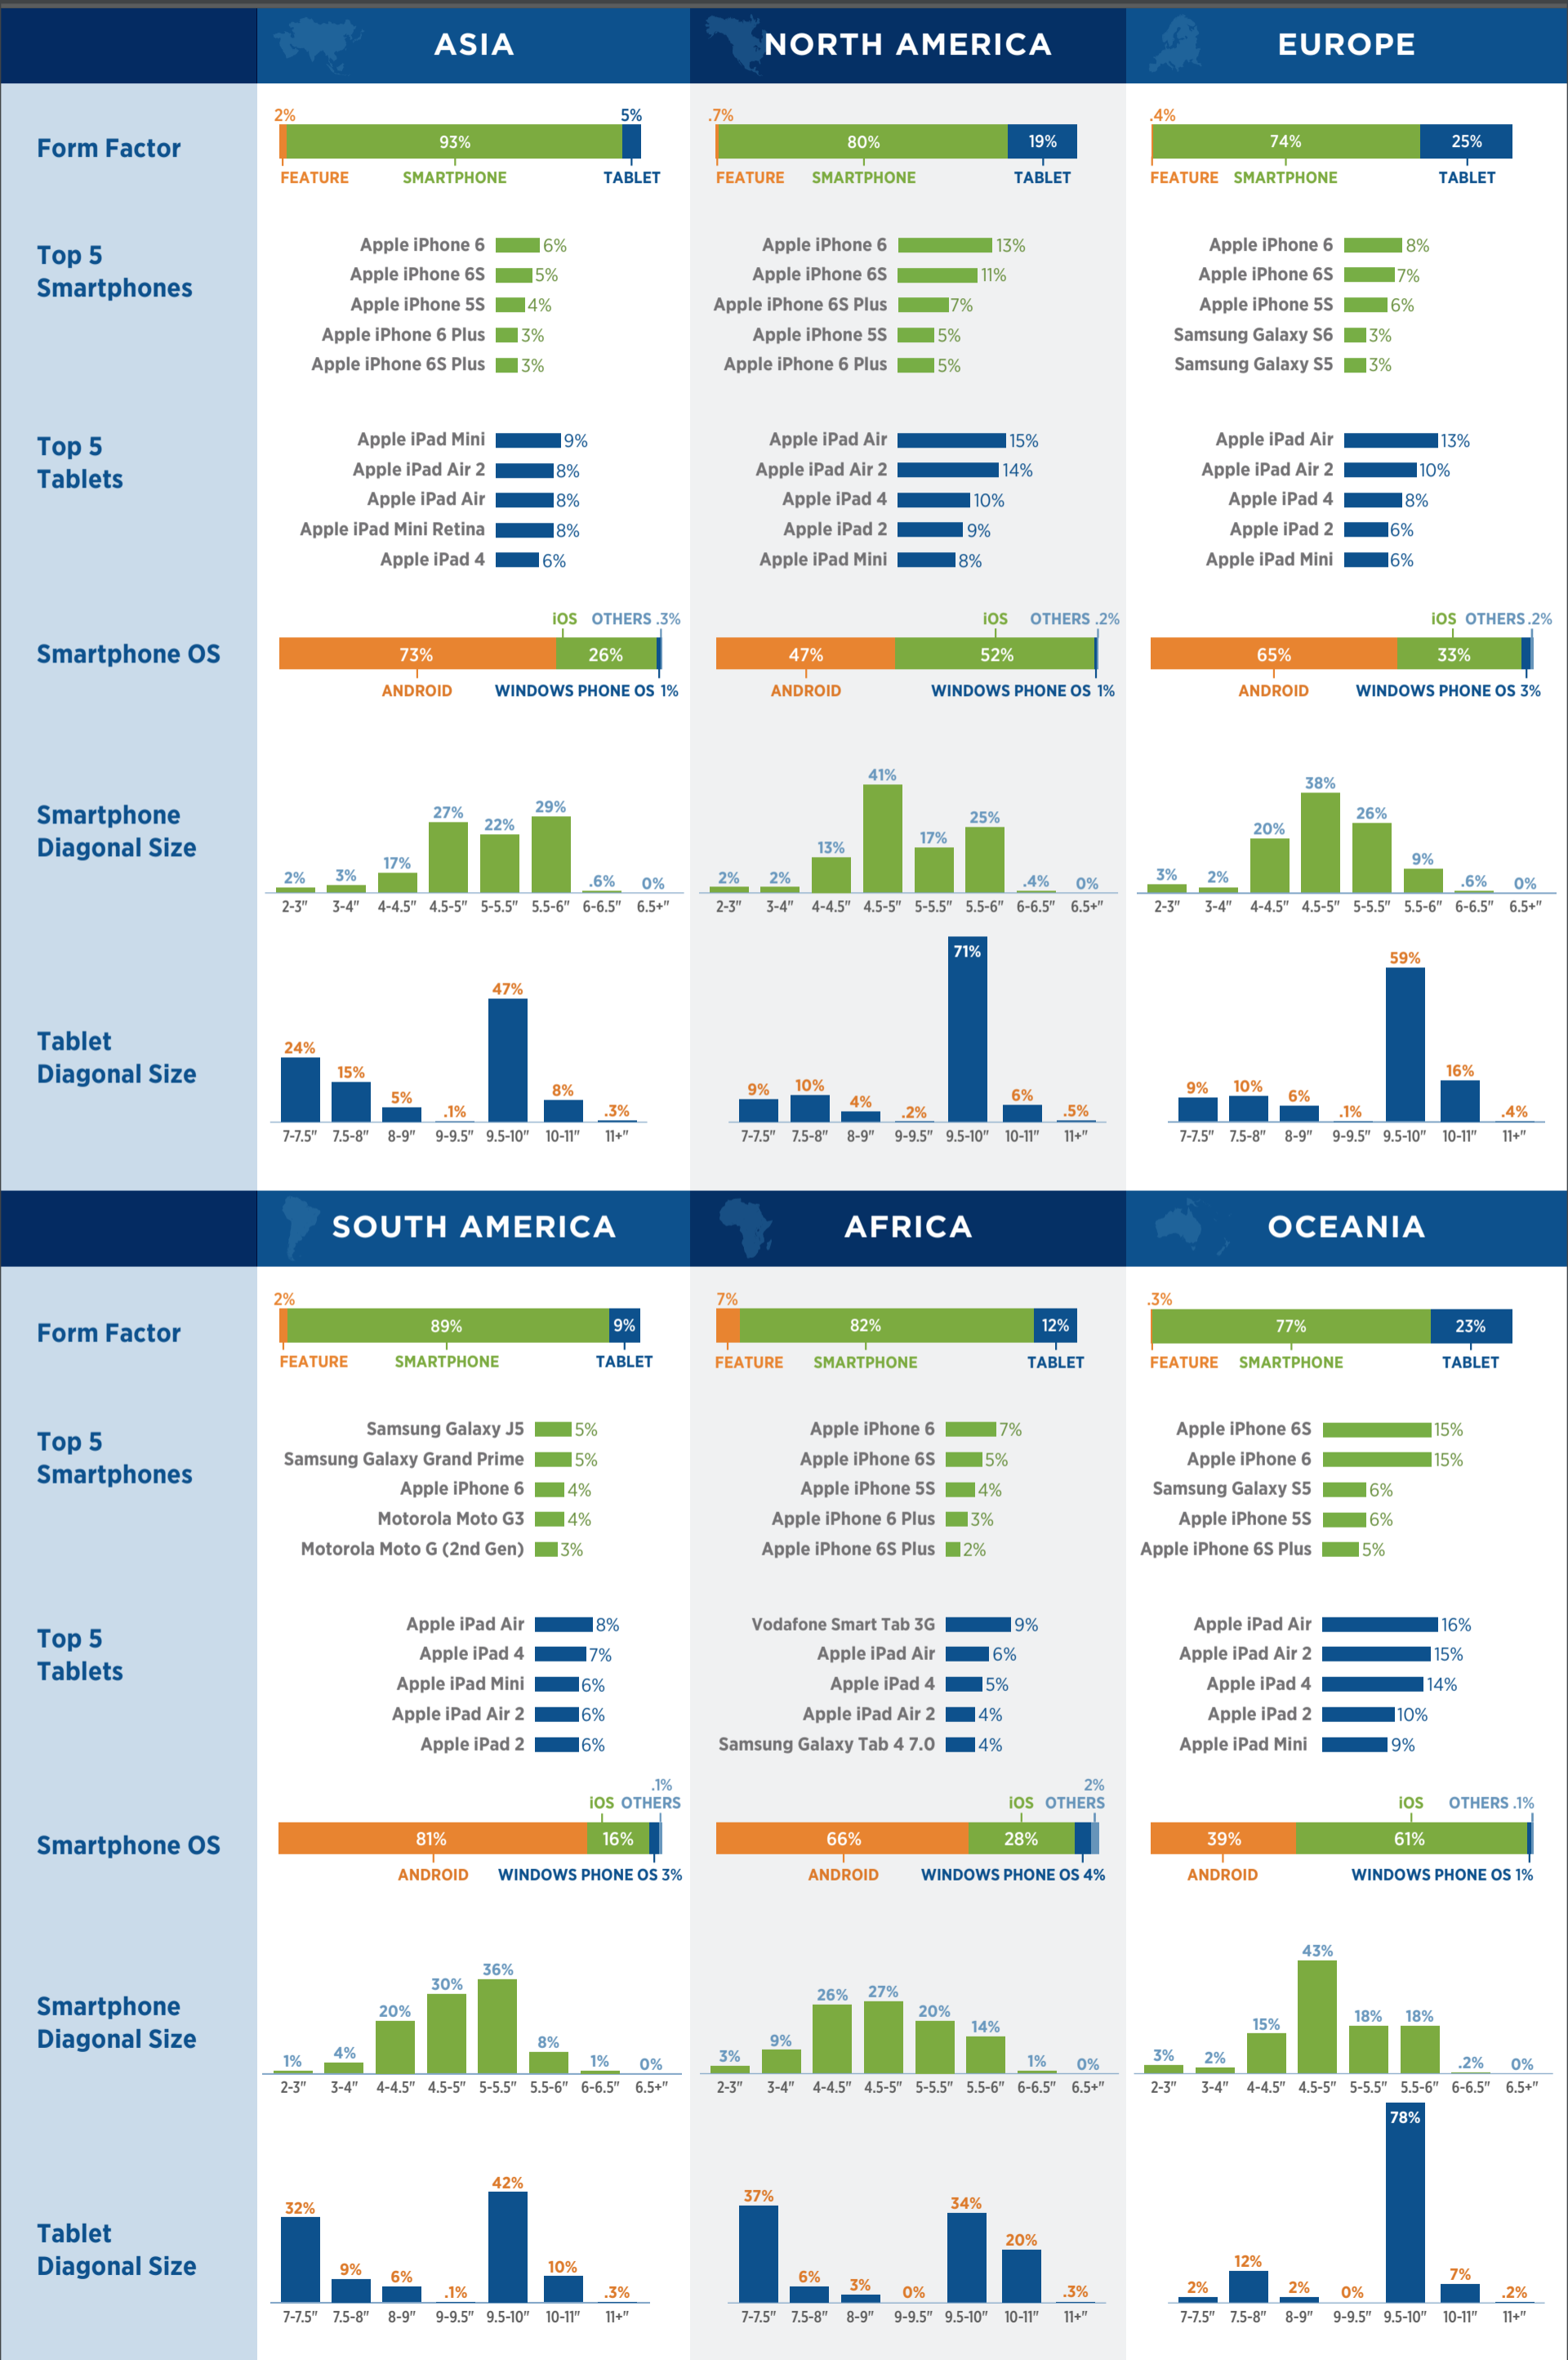 ASIA
NORTH AMERICA
EUROPE
Form Factor
2%
5%
93%
FEATURE SMARTPHONE TABLET
.7%
80%
19%
FEATURE SMARTPHONE TABLET
.4%
74%
25%
FEATURE SMARTPHONE TABLET
Top 5
Smartphones
Apple iPhone 6 6%
Apple iPhone 6S 5%
Apple iPhone 5S 4%
Apple iPhone 6 Plus 3%
Apple iPhone 6S Plus 3%
Apple iPhone 6 13%
Apple iPhone 6S 11%
Apple iPhone 6S Plus 7%
Apple iPhone 5S 5%
Apple iPhone 6 Plus 5%
Apple iPhone 6 8%
Apple iPhone 6S 7%
Apple iPhone 5S 6%
Samsung Galaxy S6 3%
Samsung Galaxy S5 3%
Top 5
Tablets
Apple iPad Mini 9%
Apple iPad Air 2 8%
Apple iPad Air 8%
Apple iPad Mini Retina 8%
Apple iPad 4 6%
Apple iPad Air 15%
Apple iPad Air 2 14%
Apple iPad 4 10%
Apple iPad 2 9%
Apple iPad Mini 8%
Apple iPad Air 13%
Apple iPad Air 2 10%
Apple iPad 4 8%
Apple iPad 2 6%
Apple iPad Mini 6%
Smartphone OS
iOS OTHERS .3%
73% 26%
ANDROID WINDOWS PHONE OS 1%
iOS OTHERS .2%
47% 52%
ANDROID WINDOWS PHONE OS 1%
iOS OTHERS .2%
65% 33%
ANDROID WINDOWS PHONE OS 3%
Smartphone
Diagonal Size
2% 3% 17% 27% 22% 29% .6% 0%
2-3" 3-4" 4-4.5" 4.5-5" 5-5.5" 5.5-6" 6-6.5" 6.5+"
2% 2% 13% 41% 17% 25% .4% 0%
2-3" 3-4" 4-4.5" 4.5-5" 5-5.5" 5.5-6" 6-6.5" 6.5+"
3% 2% 20% 38% 26% 9% .6% 0%
2-3" 3-4" 4-4.5" 4.5-5" 5-5.5" 5.5-6" 6-6.5" 6.5+"
Tablet
Diagonal Size
24% 15% 5% .1% 47% 8% .3%
7-7.5" 7.5-8" 8-9" 9-9.5" 9.5-10" 10-11" 11+"
9% 10% 4% .2% 71% 6% .5%
7-7.5" 7.5-8" 8-9" 9-9.5" 9.5-10" 10-11" 11+"
9% 10% 6% .1% 59% 16% .4%
7-7.5" 7.5-8" 8-9" 9-9.5" 9.5-10" 10-11" 11+"
SOUTH AMERICA
AFRICA
OCEANIA
Form Factor
2%
89%
9%
FEATURE SMARTPHONE TABLET
7%
82%
12%
FEATURE SMARTPHONE TABLET
.3%
77%
23%
FEATURE SMARTPHONE TABLET
Top 5
Smartphones
Samsung Galaxy J5 5%
Samsung Galaxy Grand Prime 5%
Apple iPhone 6 4%
Motorola Moto G3 4%
Motorola Moto G (2nd Gen) 3%
Apple iPhone 6 7%
Apple iPhone 6S 5%
Apple iPhone 5S 4%
Apple iPhone 6 Plus 3%
Apple iPhone 6S Plus 2%
Apple iPhone 6S 15%
Apple iPhone 6 15%
Samsung Galaxy S5 6%
Apple iPhone 5S 6%
Apple iPhone 6S Plus 5%
Top 5
Tablets
Apple iPad Air 8%
Apple iPad 4 7%
Apple iPad Mini 6%
Apple iPad Air 2 6%
Apple iPad 2 6%
Vodafone Smart Tab 3G 9%
Apple iPad Air 6%
Apple iPad 4 5%
Apple iPad Air 2 4%
Samsung Galaxy Tab 4 7.0 4%
Apple iPad Air 16%
Apple iPad Air 2 15%
Apple iPad 4 14%
Apple iPad 2 10%
Apple iPad Mini 9%
Smartphone OS
.1%
iOS OTHERS
81% 16%
ANDROID WINDOWS PHONE OS 3%
2%
iOS OTHERS
66% 28%
ANDROID WINDOWS PHONE OS 4%
iOS OTHERS .1%
39% 61%
ANDROID WINDOWS PHONE OS 1%
Smartphone
Diagonal Size
1% 4% 20% 30% 36% 8% 1% 0%
2-3" 3-4" 4-4.5" 4.5-5" 5-5.5" 5.5-6" 6-6.5" 6.5+"
3% 9% 26% 27% 20% 14% 1% 0%
2-3" 3-4" 4-4.5" 4.5-5" 5-5.5" 5.5-6" 6-6.5" 6.5+"
3% 2% 15% 43% 18% 18% .2% 0%
2-3" 3-4" 4-4.5" 4.5-5" 5-5.5" 5.5-6" 6-6.5" 6.5+"
Tablet
Diagonal Size
32% 9% 6% .1% 42% 10% .3%
7-7.5" 7.5-8" 8-9" 9-9.5" 9.5-10" 10-11" 11+"
37% 6% 3% 0% 34% 20% .3%
7-7.5" 7.5-8" 8-9" 9-9.5" 9.5-10" 10-11" 11+"
2% 12% 2% 0% 78% 7% .2%
7-7.5" 7.5-8" 8-9" 9-9.5" 9.5-10" 10-11" 11+"